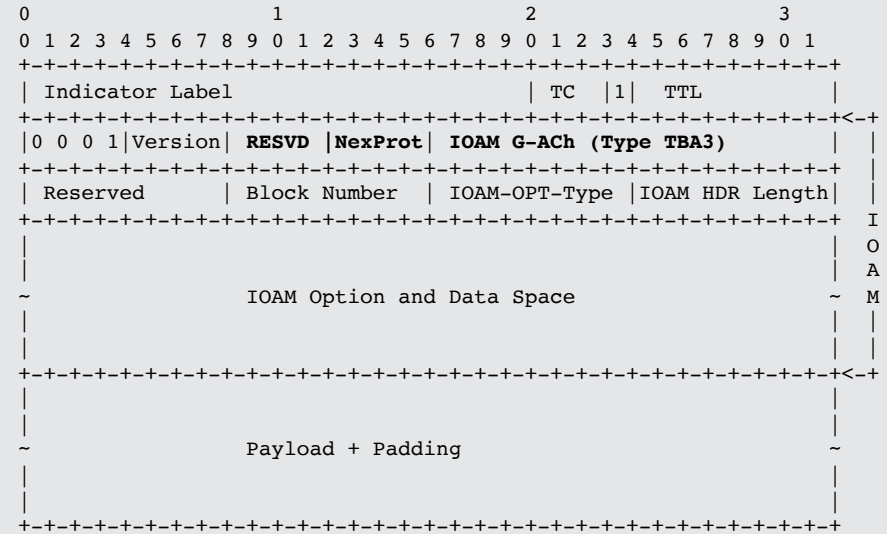 0                   1                   2                   3
0 1 2 3 4 5 6 7 8 9 0 1 2 3 4 5 6 7 8 9 0 1 2 3 4 5 6 7 8 9 0 1
+-+-+-+-+-+-+-+-+-+-+-+-+-+-+-+-+-+-+-+-+-+-+-+-+-+-+-+-+-+-+-+-+
| Indicator Label                       | TC  |1|  TTL          |
+-+-+-+-+-+-+-+-+-+-+-+-+-+-+-+-+-+-+-+-+-+-+-+-+-+-+-+-+-+-+-+-+<-+
|0 0 0 1|Version| RESVD |NexProt| IOAM G-ACh (Type TBA3)        |  |
+-+-+-+-+-+-+-+-+-+-+-+-+-+-+-+-+-+-+-+-+-+-+-+-+-+-+-+-+-+-+-+-+  |
| Reserved      | Block Number  | IOAM-OPT-Type |IOAM HDR Length|  |
+-+-+-+-+-+-+-+-+-+-+-+-+-+-+-+-+-+-+-+-+-+-+-+-+-+-+-+-+-+-+-+-+  I
|                                                               |  O
|                                                               |  A
~                 IOAM Option and Data Space                    ~  M
|                                                               |  |
|                                                               |  |
+-+-+-+-+-+-+-+-+-+-+-+-+-+-+-+-+-+-+-+-+-+-+-+-+-+-+-+-+-+-+-+-+<-+
|                                                               |
|                                                               |
~                 Payload + Padding                             ~
|                                                               |
|                                                               |
+-+-+-+-+-+-+-+-+-+-+-+-+-+-+-+-+-+-+-+-+-+-+-+-+-+-+-+-+-+-+-+-+